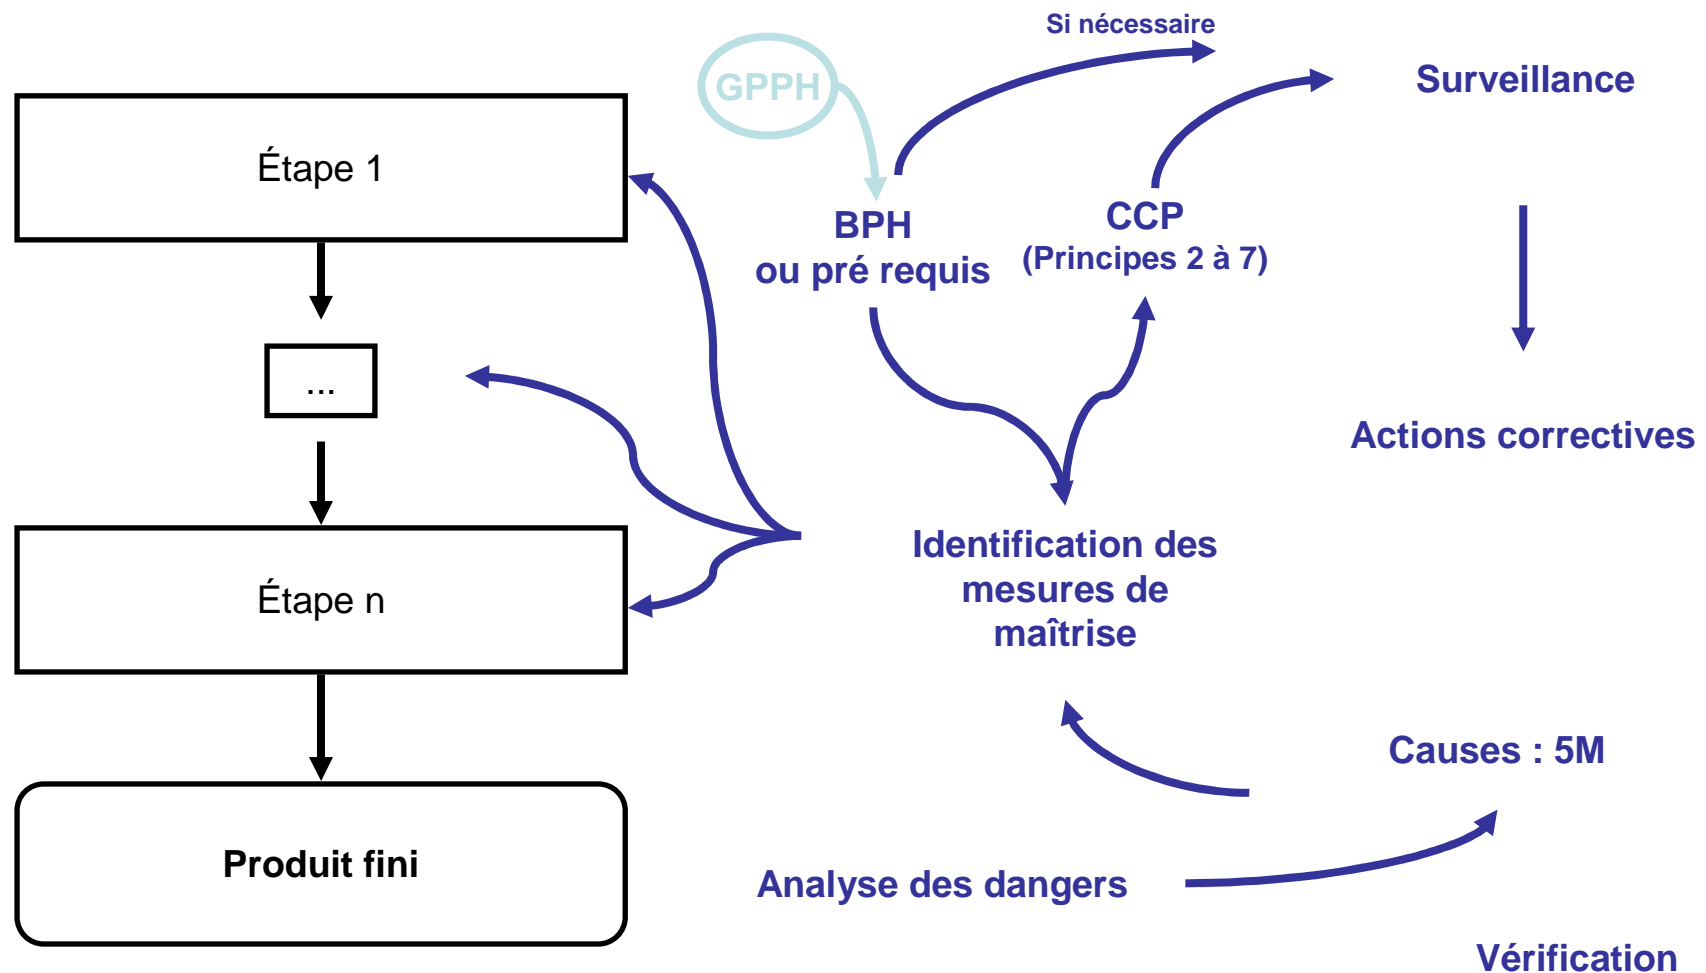 Si nécessaire
GPPH
Surveillance
Étape 1
BPH
ou pré requis
CCP
(Principes 2 à 7)
...
Actions correctives
Étape n
Identification des
mesures de
maîtrise
Causes : 5M
Produit fini
Analyse des dangers
Vérification